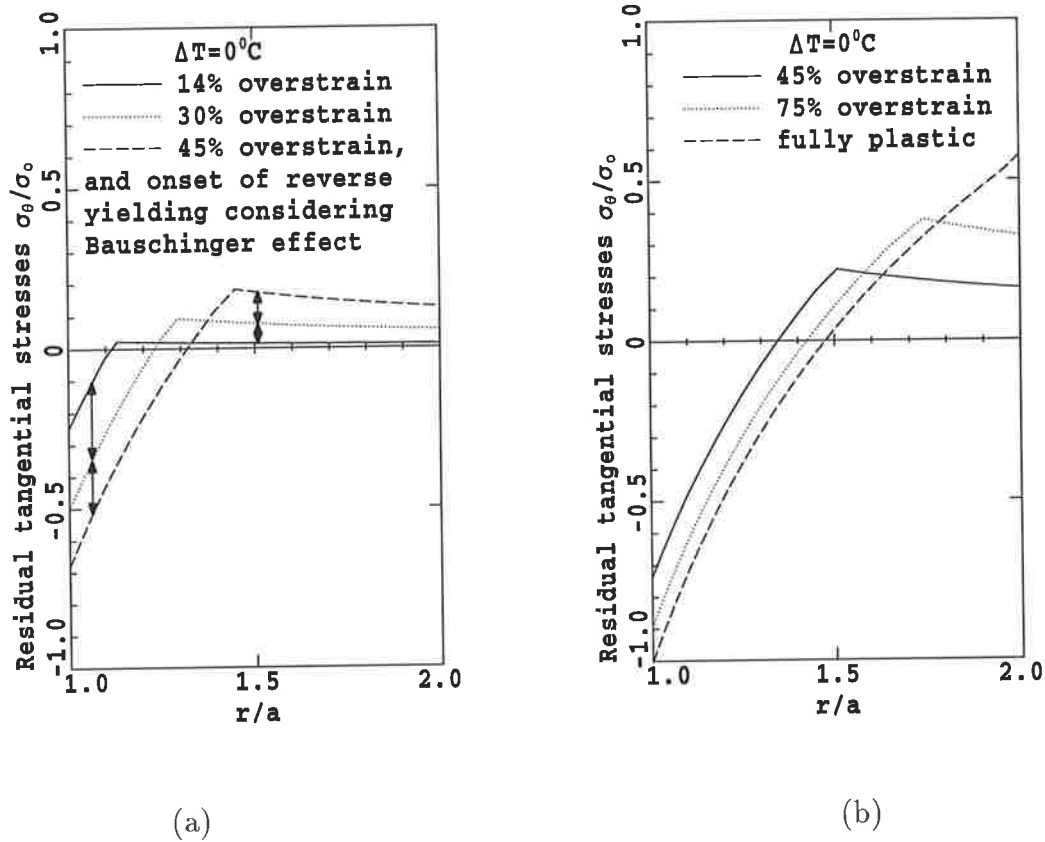 ΔT=0⁰C
14% overstrain
30% overstrain
45% overstrain,
and onset of reverse
yielding considering
Bauschinger effect
Residual tangential stresses σθ/σo
1.0
0.5
0
-0.5
-1.0
1.0
1.5
2.0
r/a
(a)
ΔT=0⁰C
45% overstrain
75% overstrain
fully plastic
Residual tangential stresses σθ/σo
1.0
0.5
0
-0.5
-1.0
1.0
1.5
2.0
r/a
(b)